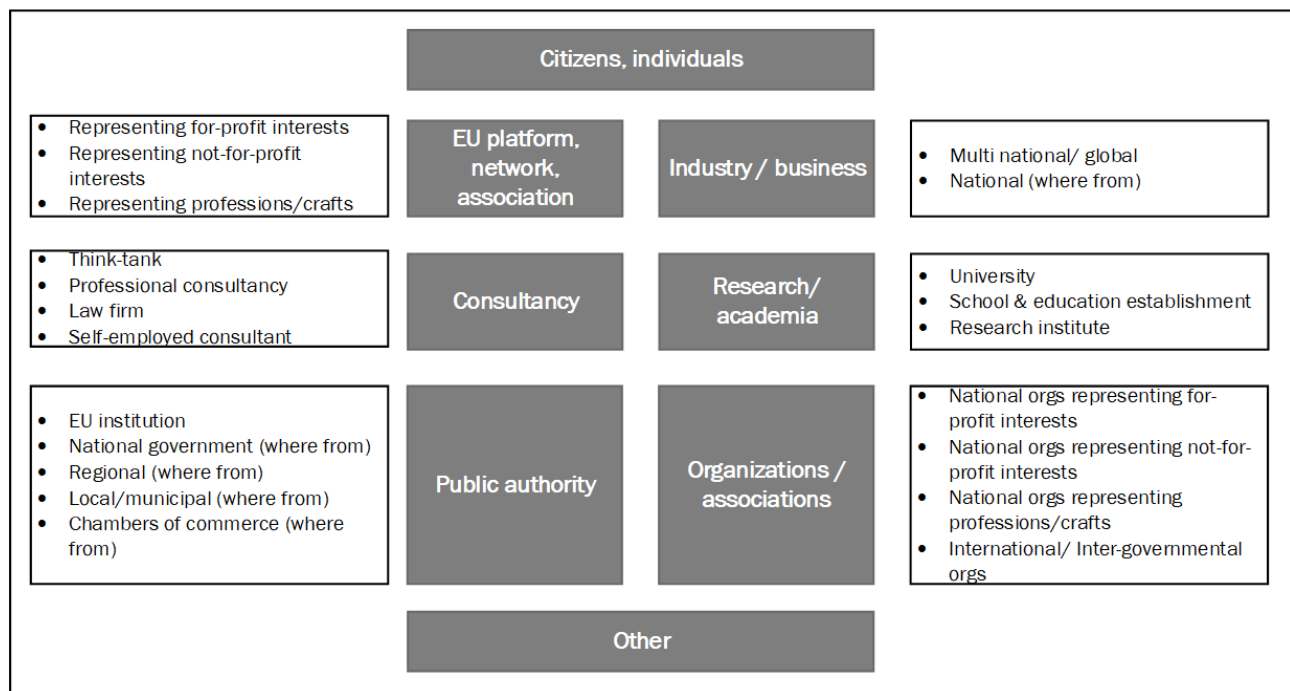 Citizens, individuals
• Representing for-profit interests
• Representing not-for-profit
interests
• Representing professions/crafts
EU platform,
network,
association
Industry / business
• Multi national/ global
• National (where from)
• Think-tank
• Professional consultancy
• Law firm
• Self-employed consultant
Consultancy
Research/
academia
• University
• School & education establishment
• Research institute
• EU institution
• National government (where from)
• Regional (where from)
• Local/municipal (where from)
• Chambers of commerce (where
from)
Public authority
Organizations /
associations
• National orgs representing for-
profit interests
• National orgs representing not-for-
profit interests
• National orgs representing
professions/crafts
• International/ Inter-governmental
orgs
Other